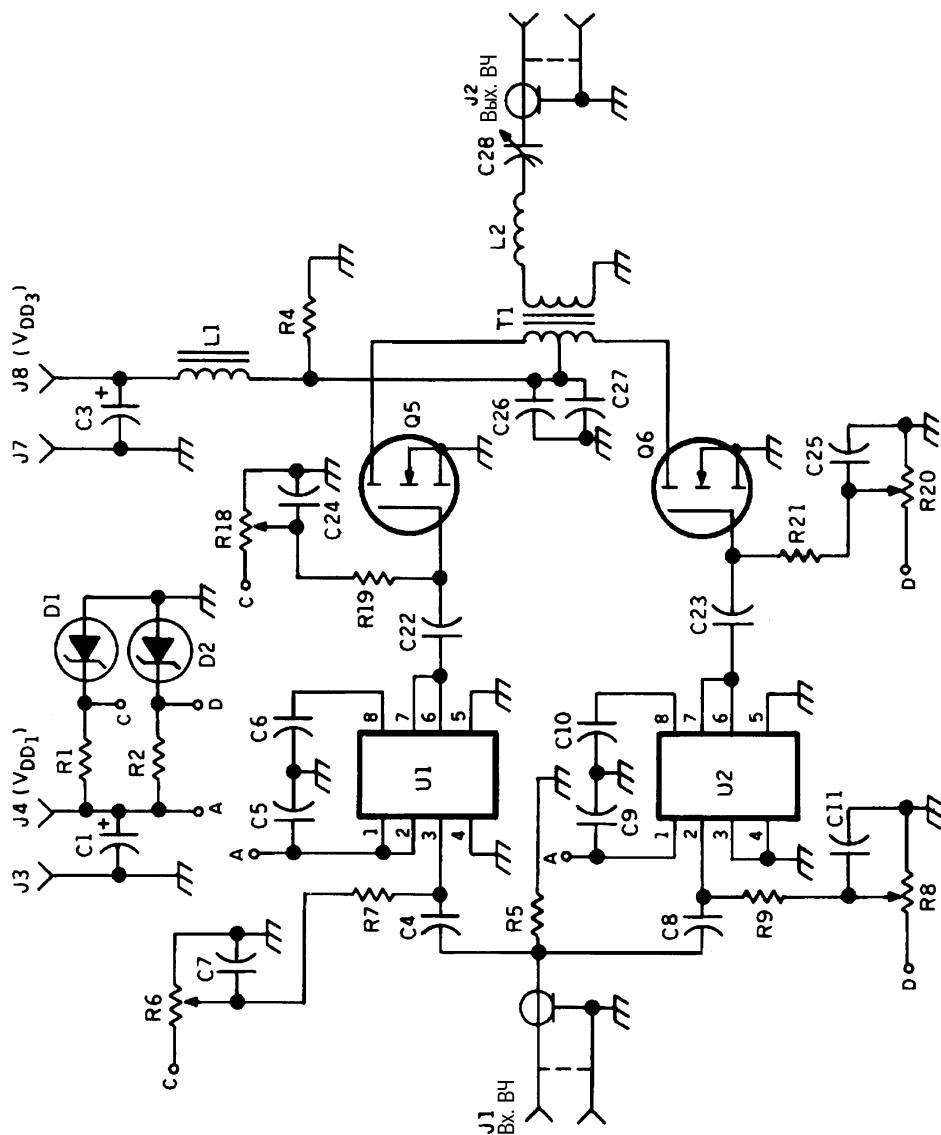 J3
J4 (VDD1)
C1
+
A
R1
R2
D1
D2
C
D
J7
J8 (VDD3)
C3
+
L1
R4
C
R6
C7
R7
C4
A
C5
C6
1
2
3
4
U1
8
7
6
5
C
R18
C24
R19
C22
Q5
C26
C27
T1
L2
C28
J2
Вых. ВЧ
J1
Вх. ВЧ
R5
A
C9
C10
1
2
3
4
U2
8
7
6
5
C8
R9
C11
R8
D
C23
Q6
R21
C25
R20
D